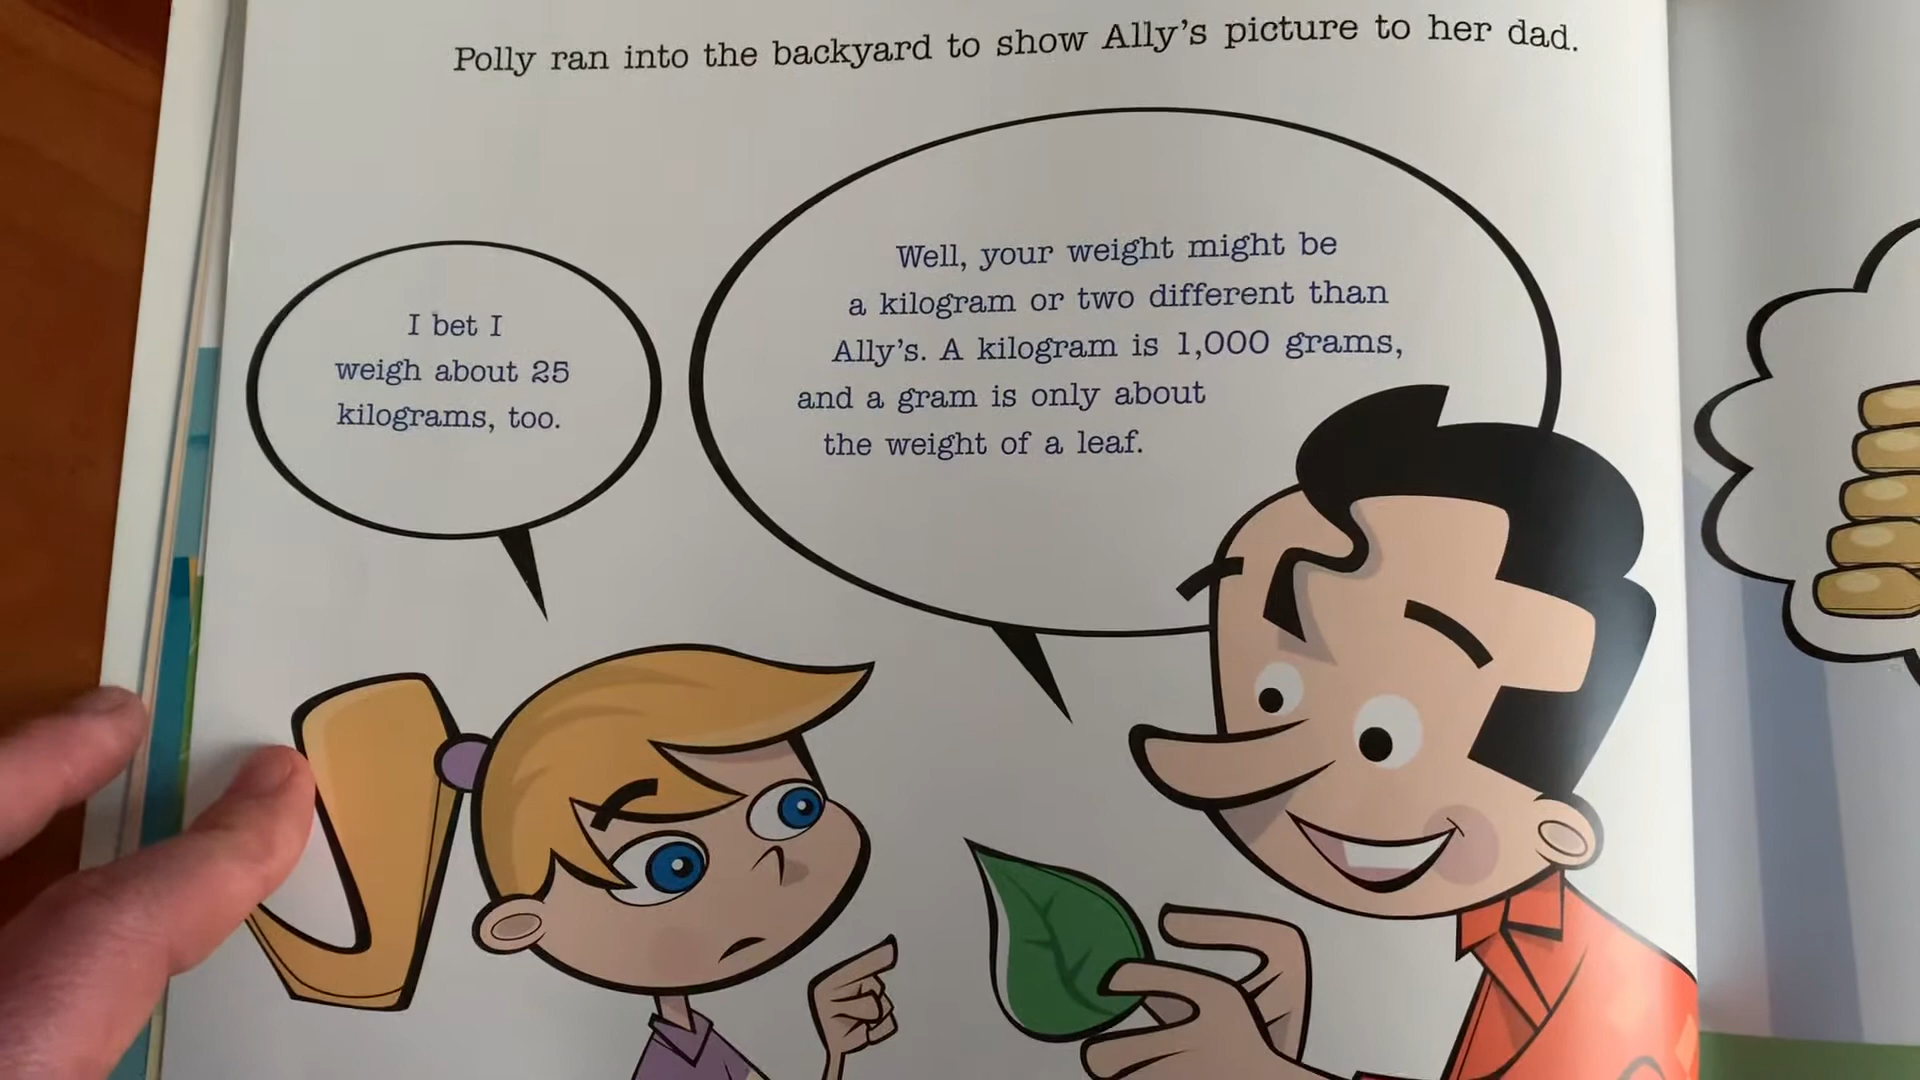 Polly ran into the backyard to show Ally's picture to her dad.
I bet I
weigh about 25
kilograms, too.
Well, your weight might be
a kilogram or two different than
Ally's. A kilogram is 1,000 grams,
and a gram is only about
the weight of a leaf.